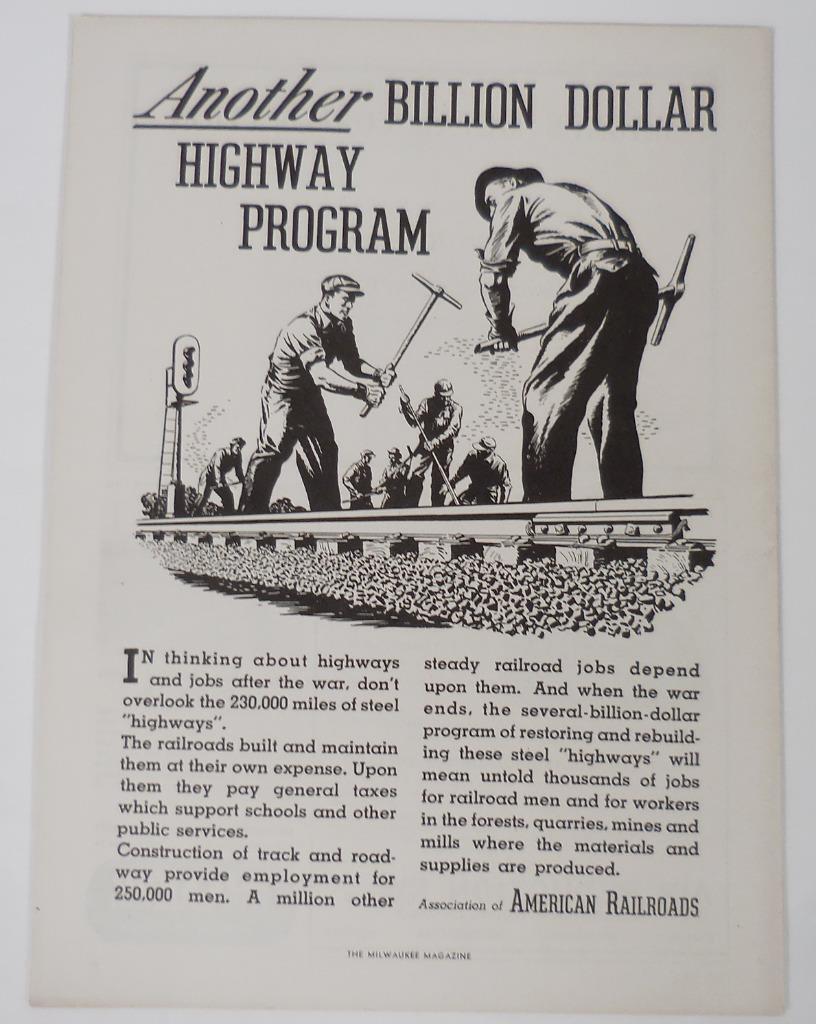 Another BILLION DOLLAR
HIGHWAY
PROGRAM
IN thinking about highways
and jobs after the war, don't
overlook the 230,000 miles of steel
"highways".
The railroads built and maintain
them at their own expense. Upon
them they pay general taxes
which support schools and other
public services.
Construction of track and road-
way provide employment for
250,000 men. A million other
steady railroad jobs depend
upon them. And when the war
ends, the several-billion-dollar
program of restoring and rebuild-
ing these steel "highways" will
mean untold thousands of jobs
for railroad men and for workers
in the forests, quarries, mines and
mills where the materials and
supplies are produced.
Association of AMERICAN RAILROADS
THE MILWAUKEE MAGAZINE